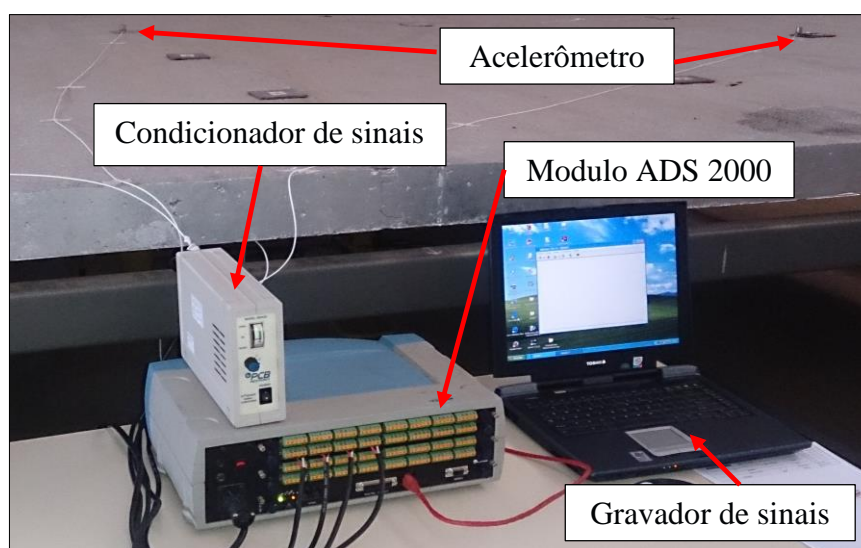 Acelerômetro
Condicionador de sinais
Modulo ADS 2000
PCB
TOSHIBA
Gravador de sinais